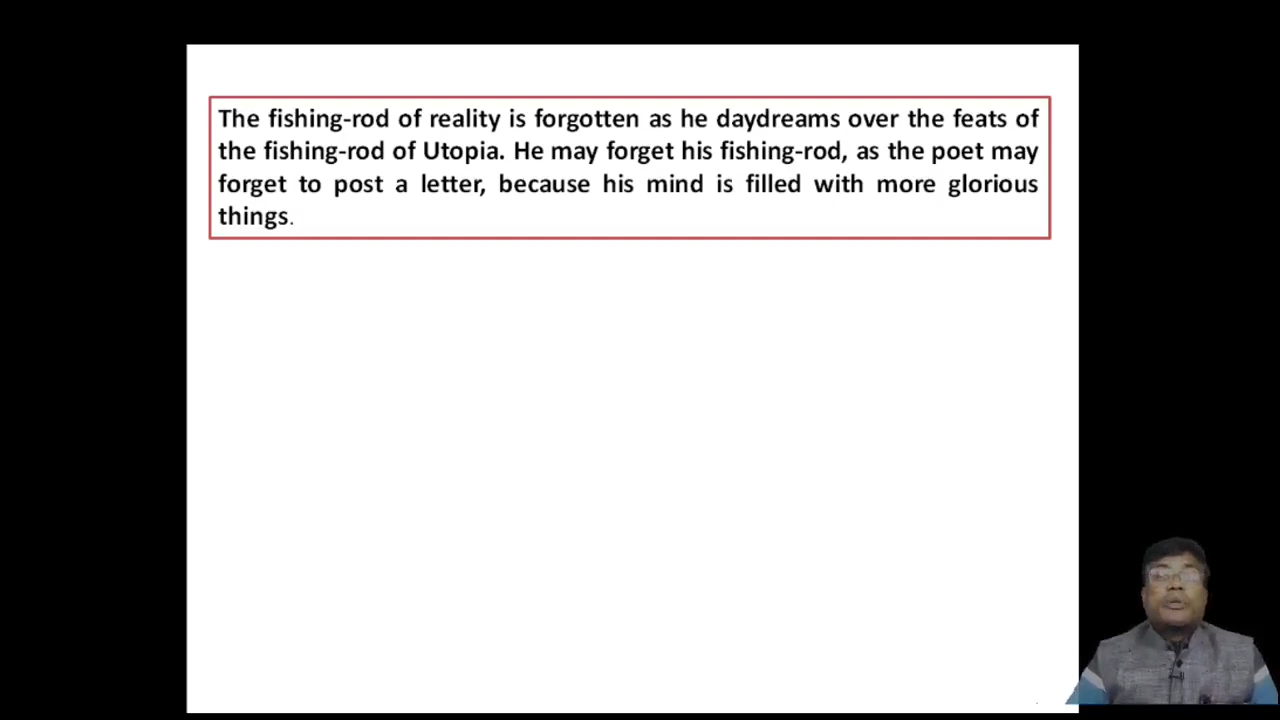 The fishing-rod of reality is forgotten as he daydreams over the feats of
the fishing-rod of Utopia. He may forget his fishing-rod, as the poet may
forget to post a letter, because his mind is filled with more glorious
things.